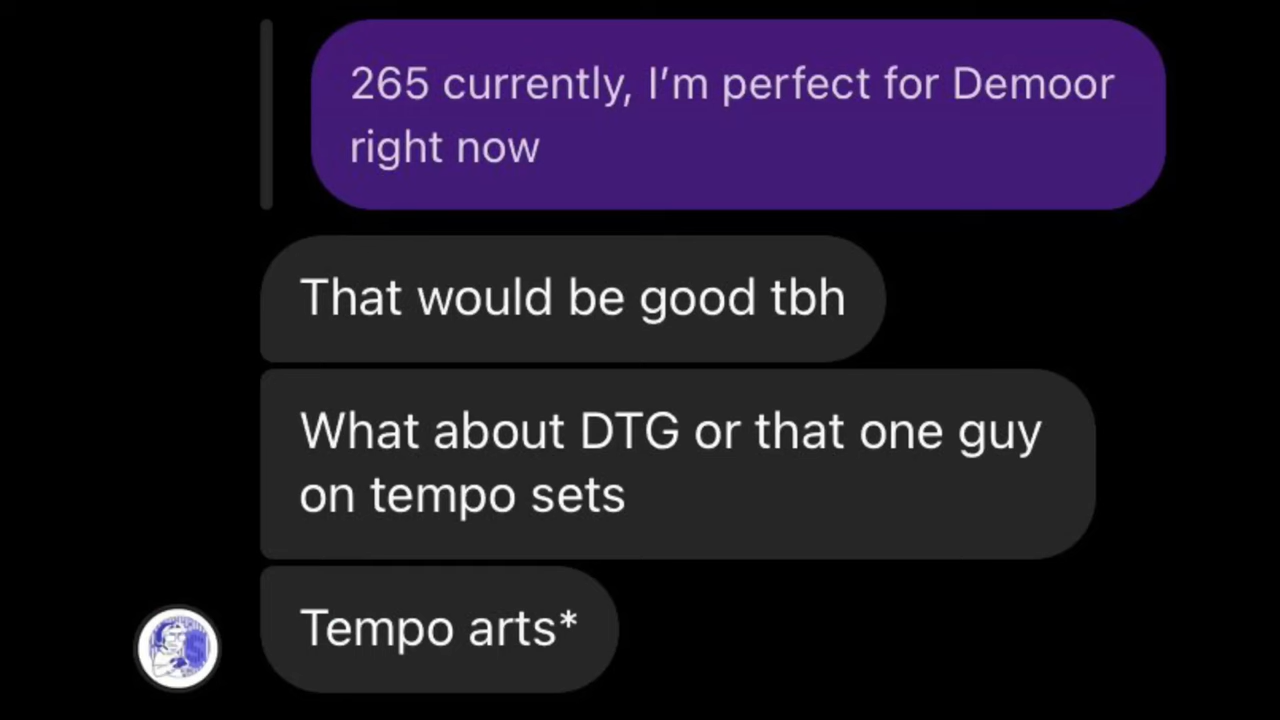 265 currently, I’m perfect for Demoor
right now
That would be good tbh
What about DTG or that one guy
on tempo sets
Tempo arts*